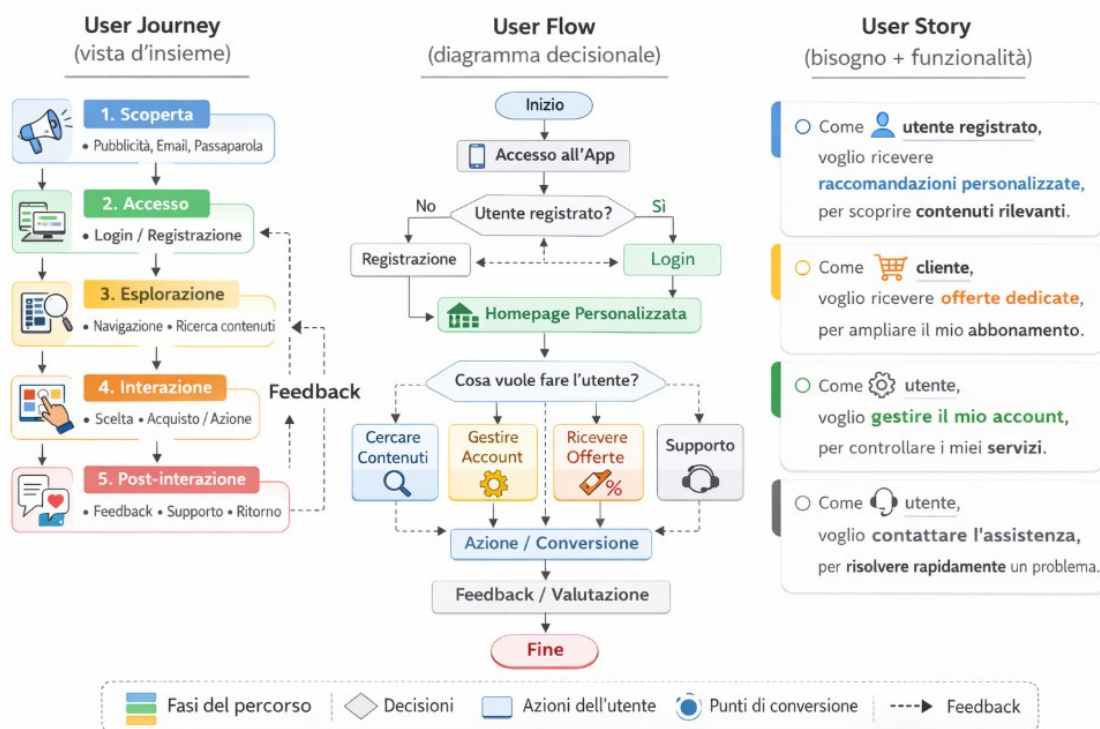 User Journey
(vista d'insieme)
1. Scoperta
• Pubblicità, Email, Passaparola
2. Accesso
• Login / Registrazione
3. Esplorazione
• Navigazione • Ricerca contenuti
4. Interazione
• Scelta • Acquisto / Azione
5. Post-interazione
• Feedback • Supporto • Ritorno
Feedback
User Flow
(diagramma decisionale)
Inizio
Accesso all'App
Utente registrato?
No
Sì
Registrazione
Login
Homepage Personalizzata
Cosa vuole fare l'utente?
Cercare
Contenuti
Gestire
Account
Ricevere
Offerte
%
Supporto
Azione / Conversione
Feedback / Valutazione
Fine
User Story
(bisogno + funzionalità)
Come utente registrato,
voglio ricevere
raccomandazioni personalizzate,
per scoprire contenuti rilevanti.
Come cliente,
voglio ricevere offerte dedicate,
per ampliare il mio abbonamento.
Come utente,
voglio gestire il mio account,
per controllare i miei servizi.
Come utente,
voglio contattare l'assistenza,
per risolvere rapidamente un problema.
Fasi del percorso
Decisioni
Azioni dell'utente
Punti di conversione
Feedback